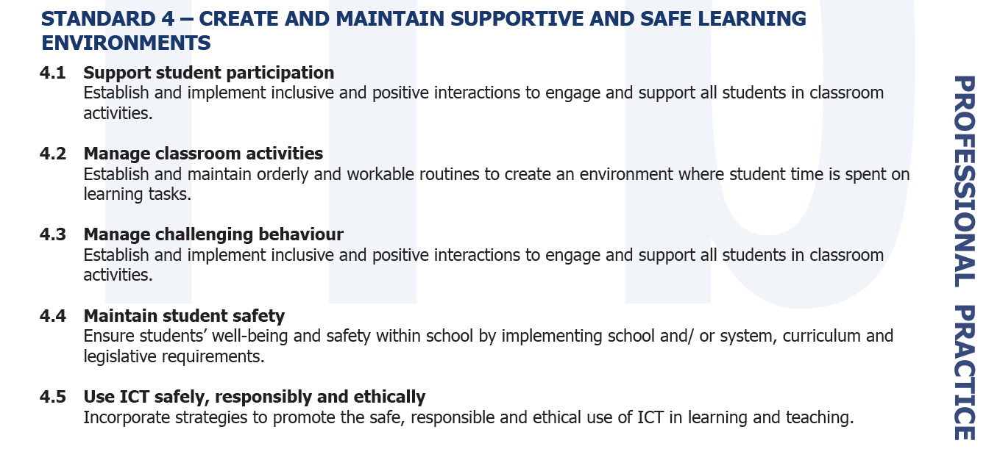 STANDARD 4 – CREATE AND MAINTAIN SUPPORTIVE AND SAFE LEARNING
ENVIRONMENTS
4.1 Support student participation
Establish and implement inclusive and positive interactions to engage and support all students in classroom
activities.
4.2 Manage classroom activities
Establish and maintain orderly and workable routines to create an environment where student time is spent on
learning tasks.
4.3 Manage challenging behaviour
Establish and implement inclusive and positive interactions to engage and support all students in classroom
activities.
4.4 Maintain student safety
Ensure students’ well-being and safety within school by implementing school and/ or system, curriculum and
legislative requirements.
4.5 Use ICT safely, responsibly and ethically
Incorporate strategies to promote the safe, responsible and ethical use of ICT in learning and teaching.
PROFESSIONAL PRACTICE